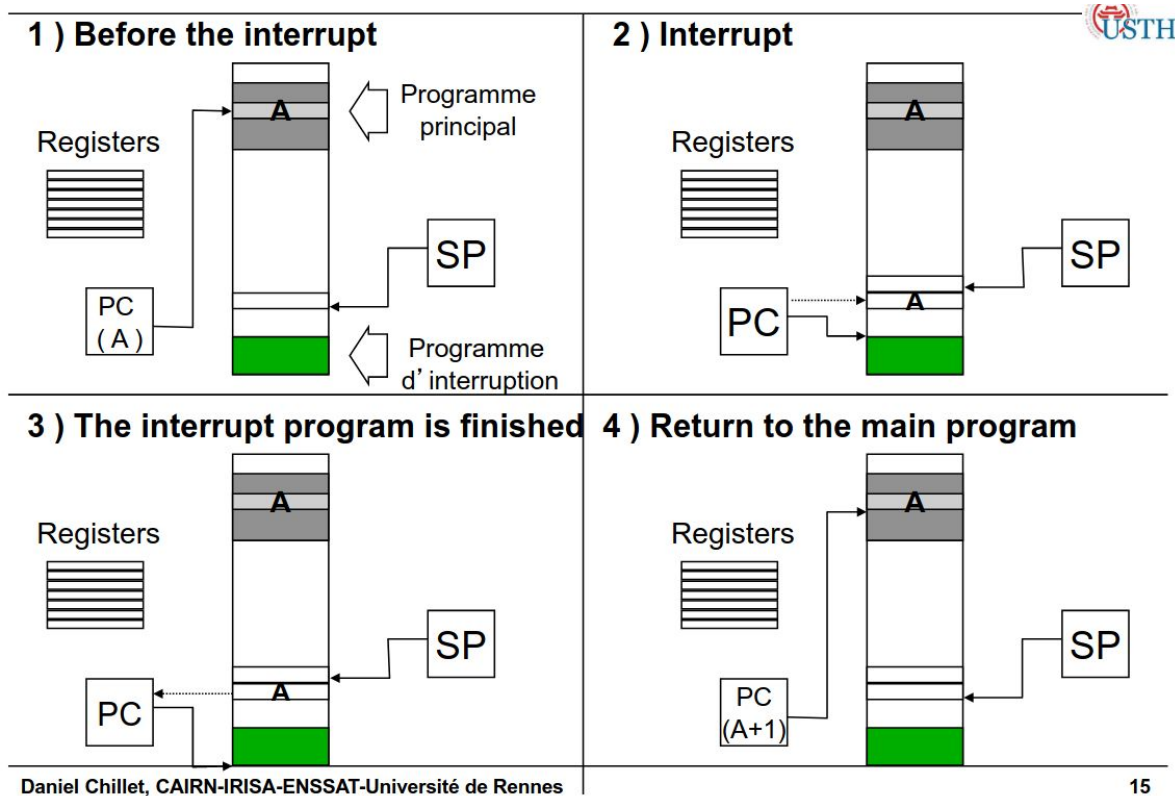 USTH
1 ) Before the interrupt
A
Programme
principal
Registers
SP
PC
( A )
Programme
d’ interruption
2 ) Interrupt
A
Registers
SP
A
PC
3 ) The interrupt program is finished
A
Registers
SP
A
PC
4 ) Return to the main program
A
Registers
SP
PC
(A+1)
Daniel Chillet, CAIRN-IRISA-ENSSAT-Université de Rennes
15